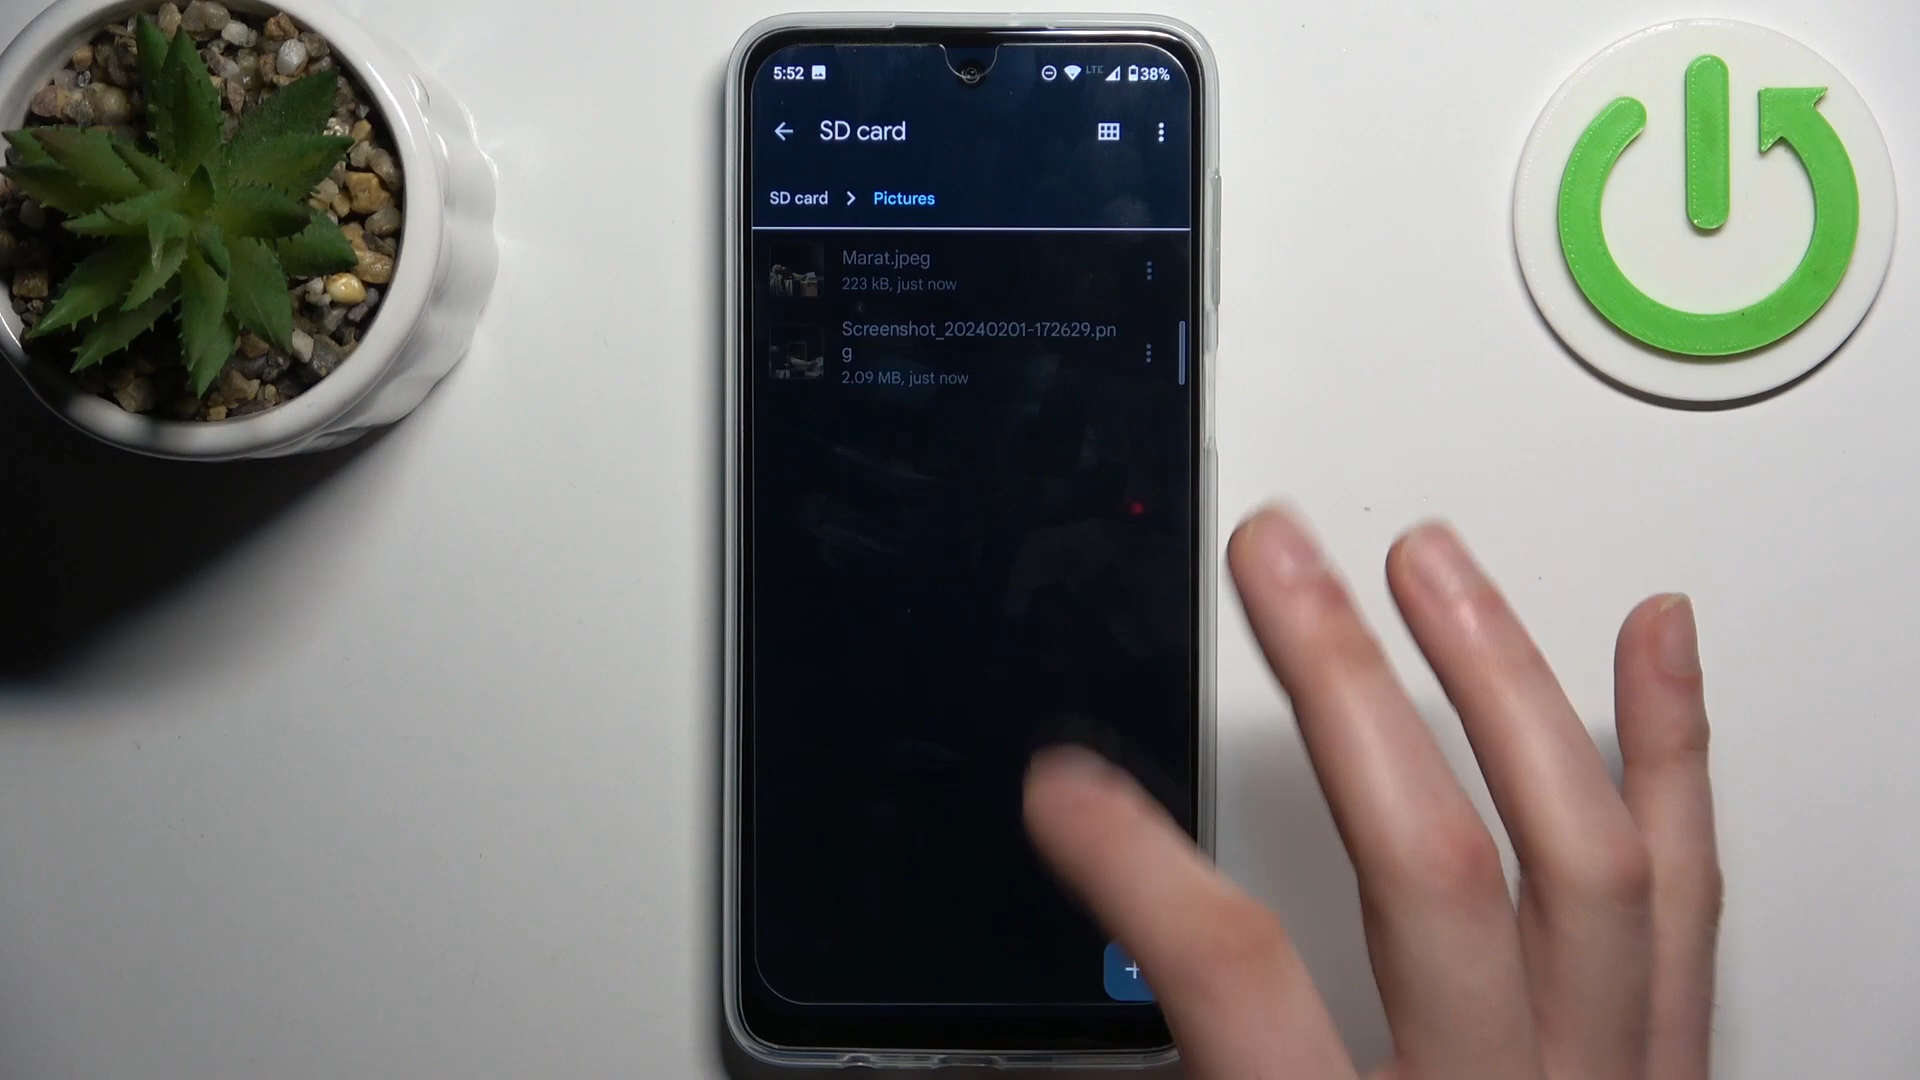 5:52 LTE 38%
SD card
SD card > Pictures
Marat.jpeg
223 kB, just now
Screenshot_20240201-172629.pn
g
2.09 MB, just now
+